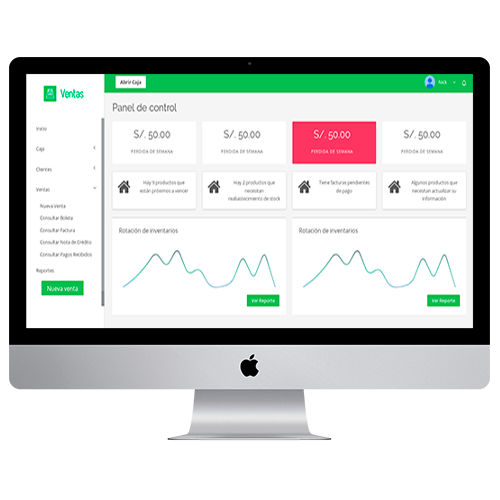 Ventas
Abrir Caja
Rock
Panel de control
Inicio
Caja
Clientes
Ventas
Nueva Venta
Consultar Boleta
Consultar Factura
Consultar Nota de Crédito
Consultar Pagos Recibidos
Reportes
Nueva venta
S/. 50.00
PERDIDA DE SEMANA
S/. 50.00
PERDIDA DE SEMANA
S/. 50.00
PERDIDA DE SEMANA
S/. 50.00
PERDIDA DE SEMANA
Hay 9 productos que
están próximos a vencer
Hay 2 productos que
necesitan
reabastecimiento de stock
Tiene facturas pendientes
de pago
Algunos productos que
necesitan actualizar su
información
Rotación de inventarios
Ver Reporte
Rotación de inventarios
Ver Reporte